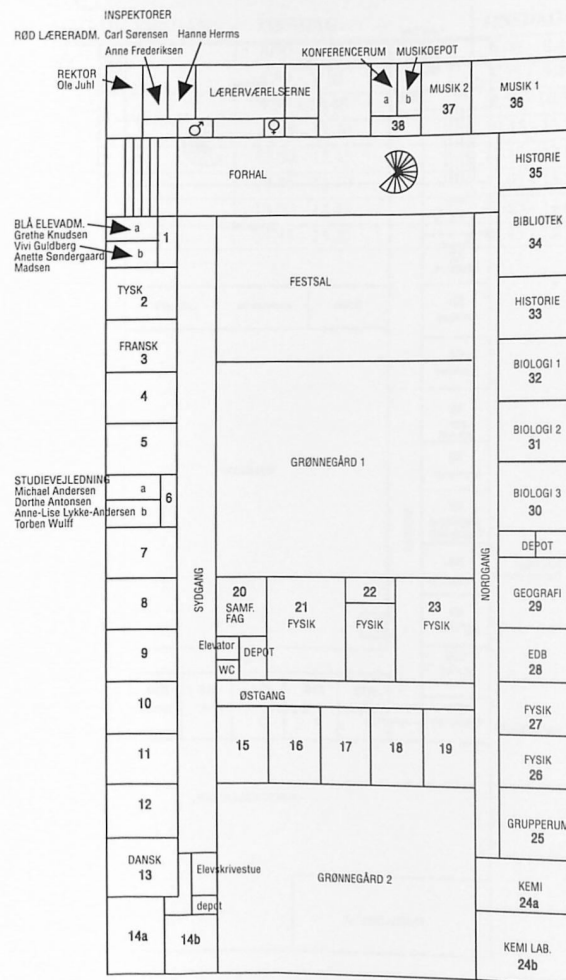 INSPEKTORER
RØD LÆRERADM. Carl Sørensen Hanne Herms
Anne Frederiksen
KONFERENCERUM MUSIKDEPOT
REKTOR
Ole Juhl
LÆRERVÆRELSERNE
a b
38
MUSIK 2
37
MUSIK 1
36
♂ ♀
FORHAL
HISTORIE
35
BLÅ ELEVADM.
Grethe Knudsen
Vivi Guldberg
Anette Søndergaard
Madsen
a
b
1
BIBLIOTEK
34
TYSK
2
FESTSAL
HISTORIE
33
FRANSK
3
BIOLOGI 1
32
4
5
GRØNNEGÅRD 1
BIOLOGI 2
31
STUDIEVEJLEDNING
Michael Andersen
Dorthe Antonsen
Anne-Lise Lykke-Andersen
Torben Wulff
a
b
6
BIOLOGI 3
30
7
DEPOT
SYDGANG
NORDGANG
8
20
SAMF.
FAG
21
FYSIK
22
FYSIK
23
FYSIK
GEOGRAFI
29
9
Elevator
DEPOT
WC
EDB
28
10
ØSTGANG
FYSIK
27
11
15 16 17 18 19
FYSIK
26
12
GRUPPERUM
25
DANSK
13
Elevskrivestue
depot
GRØNNEGÅRD 2
KEMI
24a
14a
14b
KEMI LAB.
24b